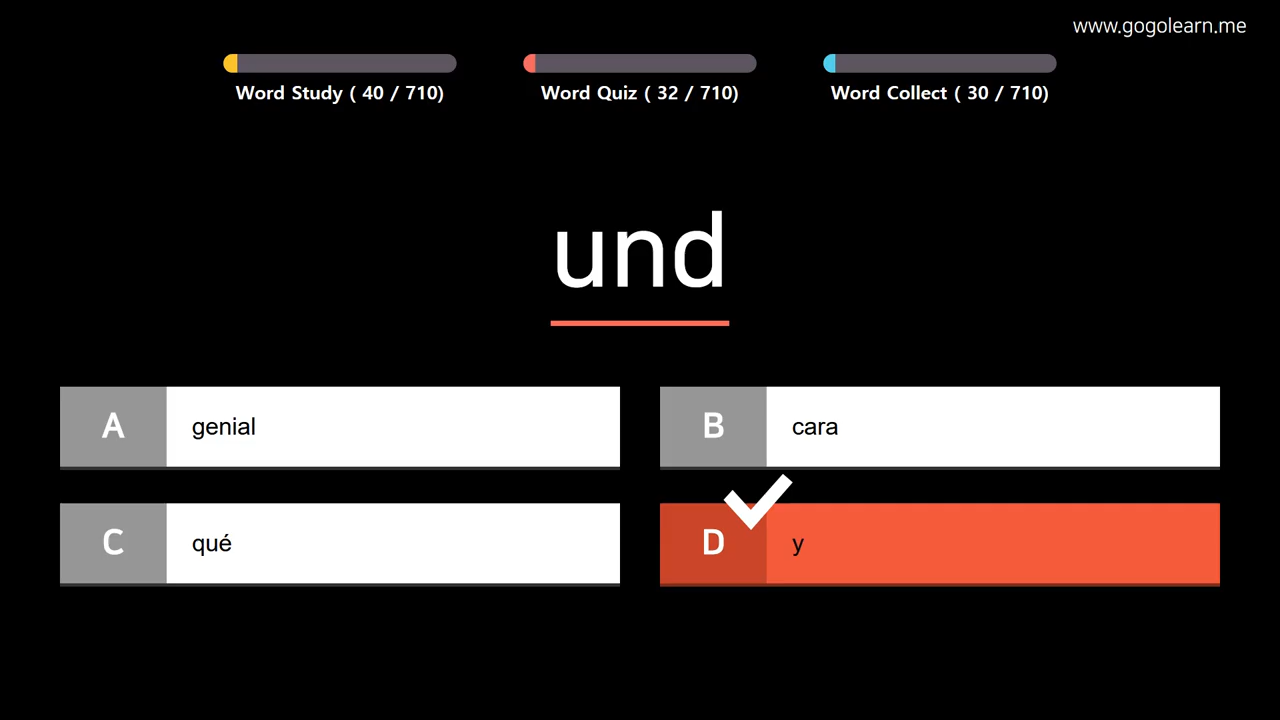 www.gogolearn.me
Word Study ( 40 / 710)
Word Quiz ( 32 / 710)
Word Collect ( 30 / 710)
und
A genial
B cara
C qué
D y